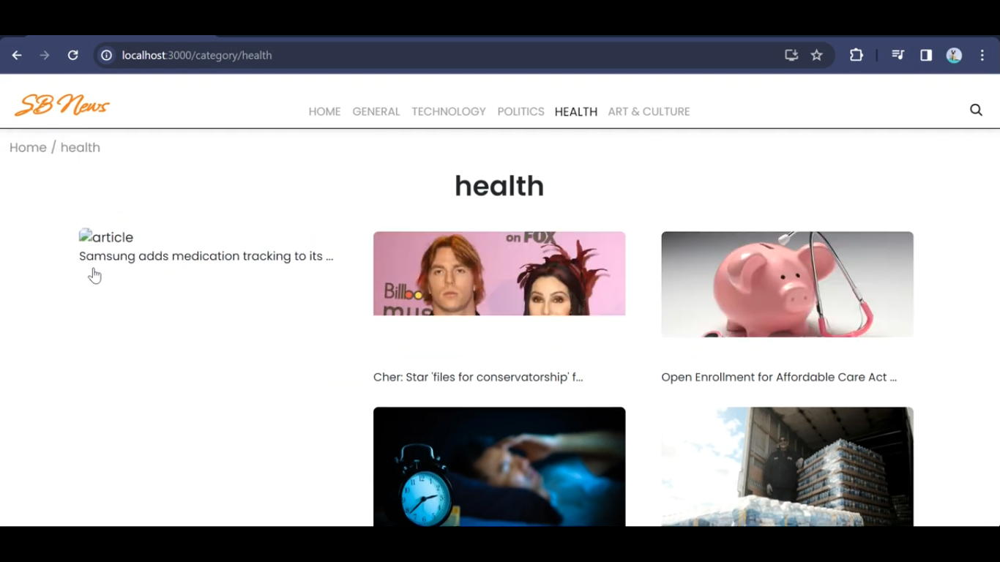 localhost:3000/category/health
SB News
HOME GENERAL TECHNOLOGY POLITICS HEALTH ART & CULTURE
Home / health
health
article
Samsung adds medication tracking to its ...
on FOX
Billbo
mus
Cher: Star 'files for conservatorship' f...
Open Enrollment for Affordable Care Act ...